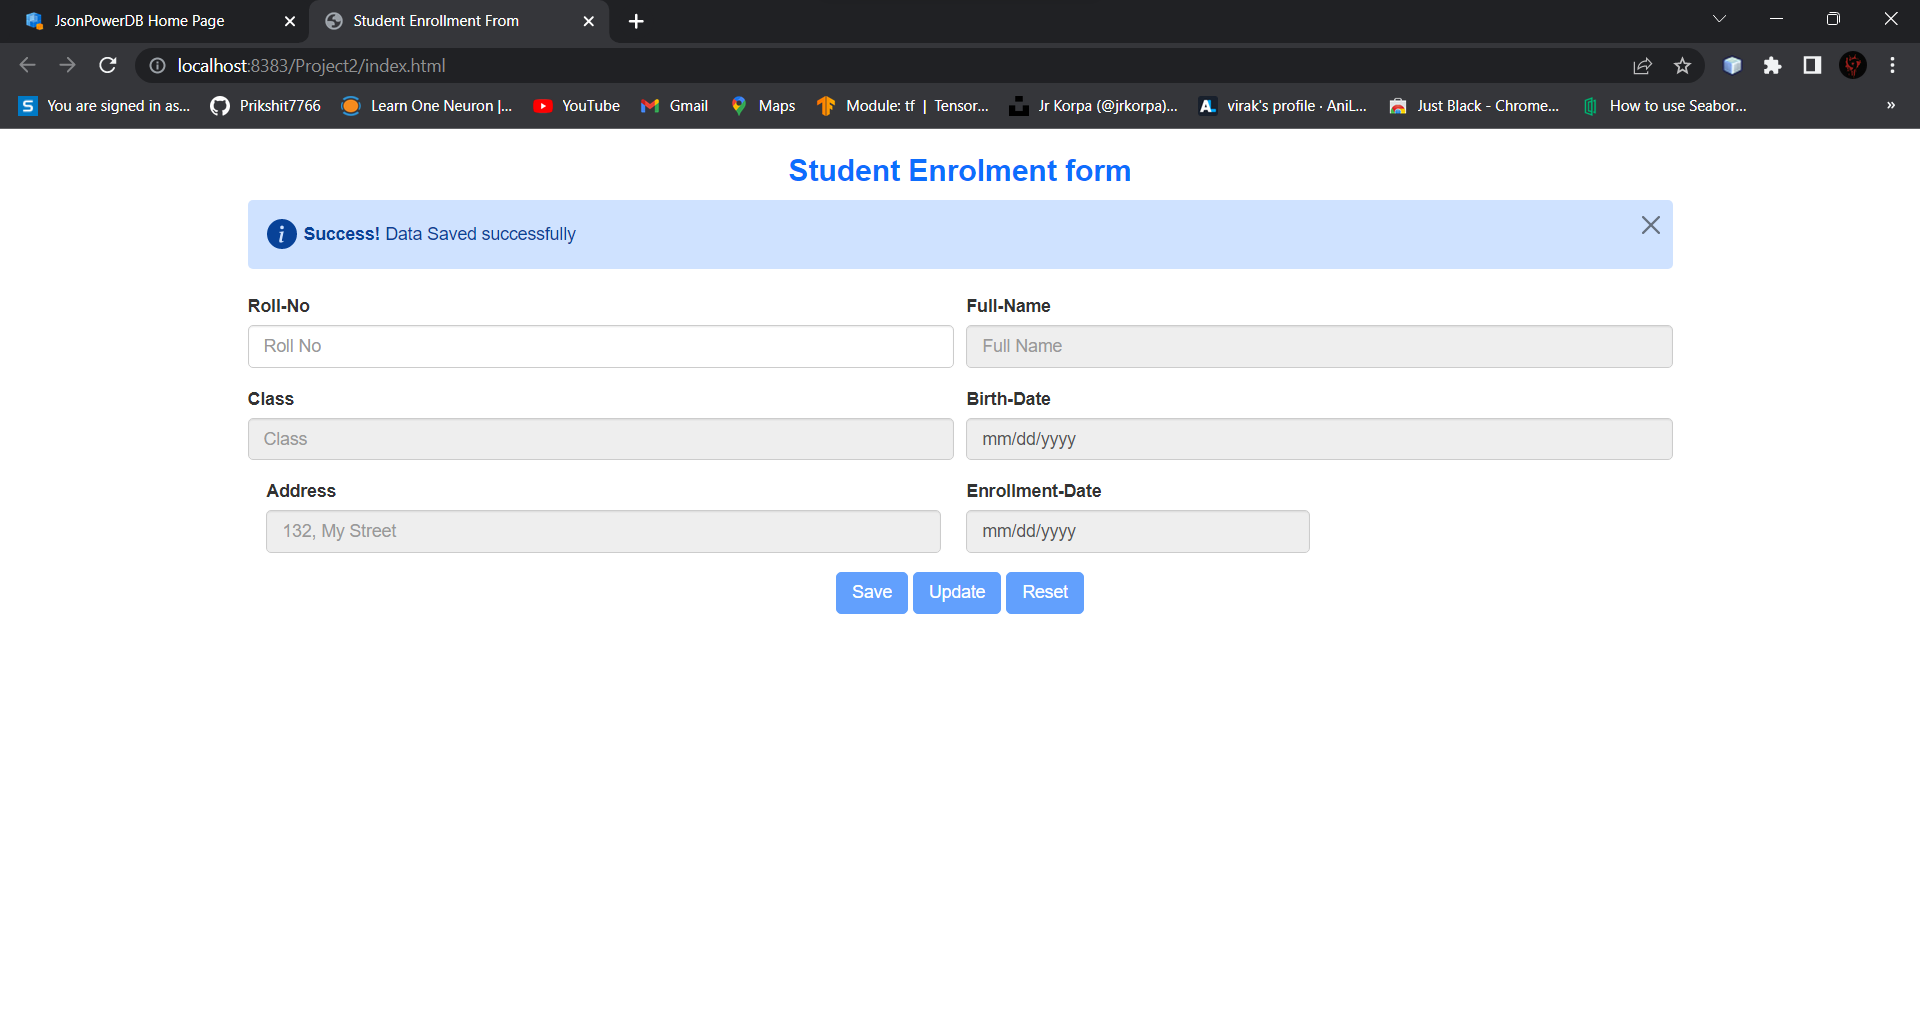 JsonPowerDB Home Page
Student Enrollment From
localhost:8383/Project2/index.html
You are signed in as... Prikshit7766 Learn One Neuron |... YouTube Gmail Maps Module: tf | Tensor... Jr Korpa (@jrkorpa)... virak's profile · AniL... Just Black - Chrome... How to use Seabor... »
Student Enrolment form
Success! Data Saved successfully
Roll-No
Full-Name
Roll No
Full Name
Class
Birth-Date
Class
mm/dd/yyyy
Address
Enrollment-Date
132, My Street
mm/dd/yyyy
Save Update Reset